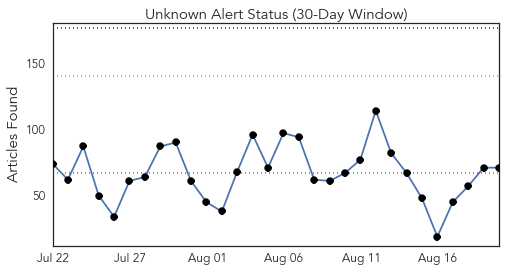 Unknown Alert Status (30-Day Window)
Articles Found
150
100
50
Jul 22 Jul 27 Aug 01 Aug 06 Aug 11 Aug 16